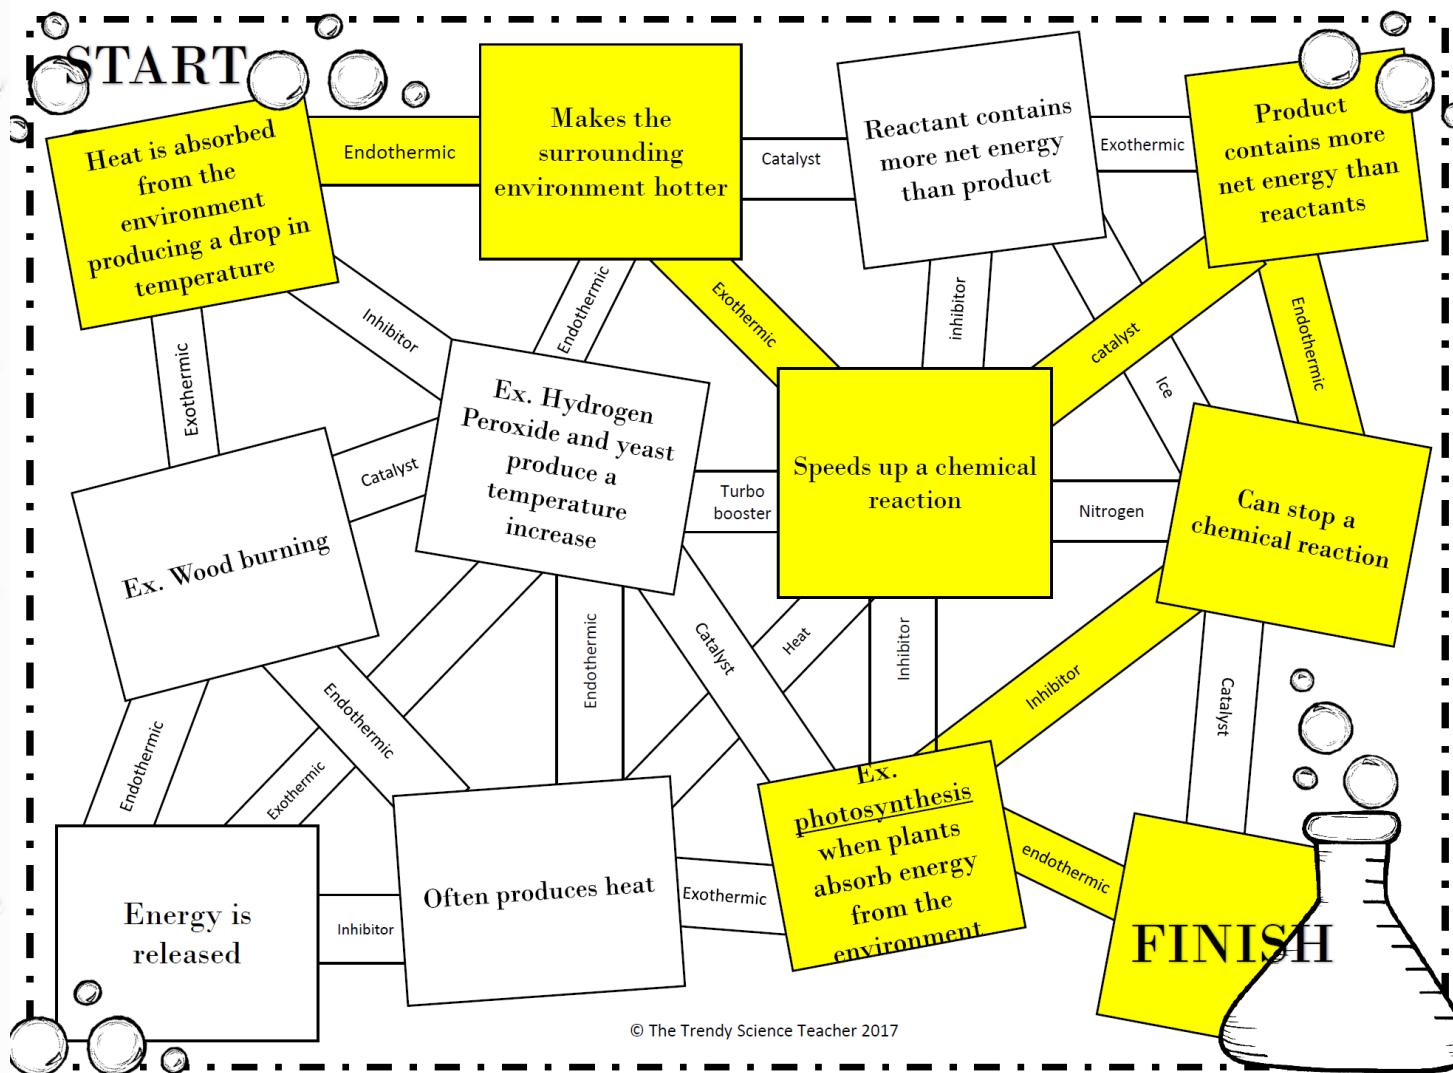 START
Heat is absorbed
from the
environment
producing a drop in
temperature
Endothermic
Makes the
surrounding
environment hotter
Catalyst
Reactant contains
more net energy
than product
Exothermic
Product
contains more
net energy than
reactants
Exothermic
Inhibitor
Endothermic
Exothermic
inhibitor
Ice
catalyst
Endothermic
Ex. Wood burning
Catalyst
Ex. Hydrogen
Peroxide and yeast
produce a
temperature
increase
Turbo
booster
Speeds up a chemical
reaction
Nitrogen
Can stop a
chemical reaction
Endothermic
Exothermic
Endothermic
Endothermic
Catalyst
Heat
Inhibitor
Inhibitor
Catalyst
Energy is
released
Inhibitor
Often produces heat
Exothermic
Ex.
photosynthesis
when plants
absorb energy
from the
environment
endothermic
FINISH
© The Trendy Science Teacher 2017